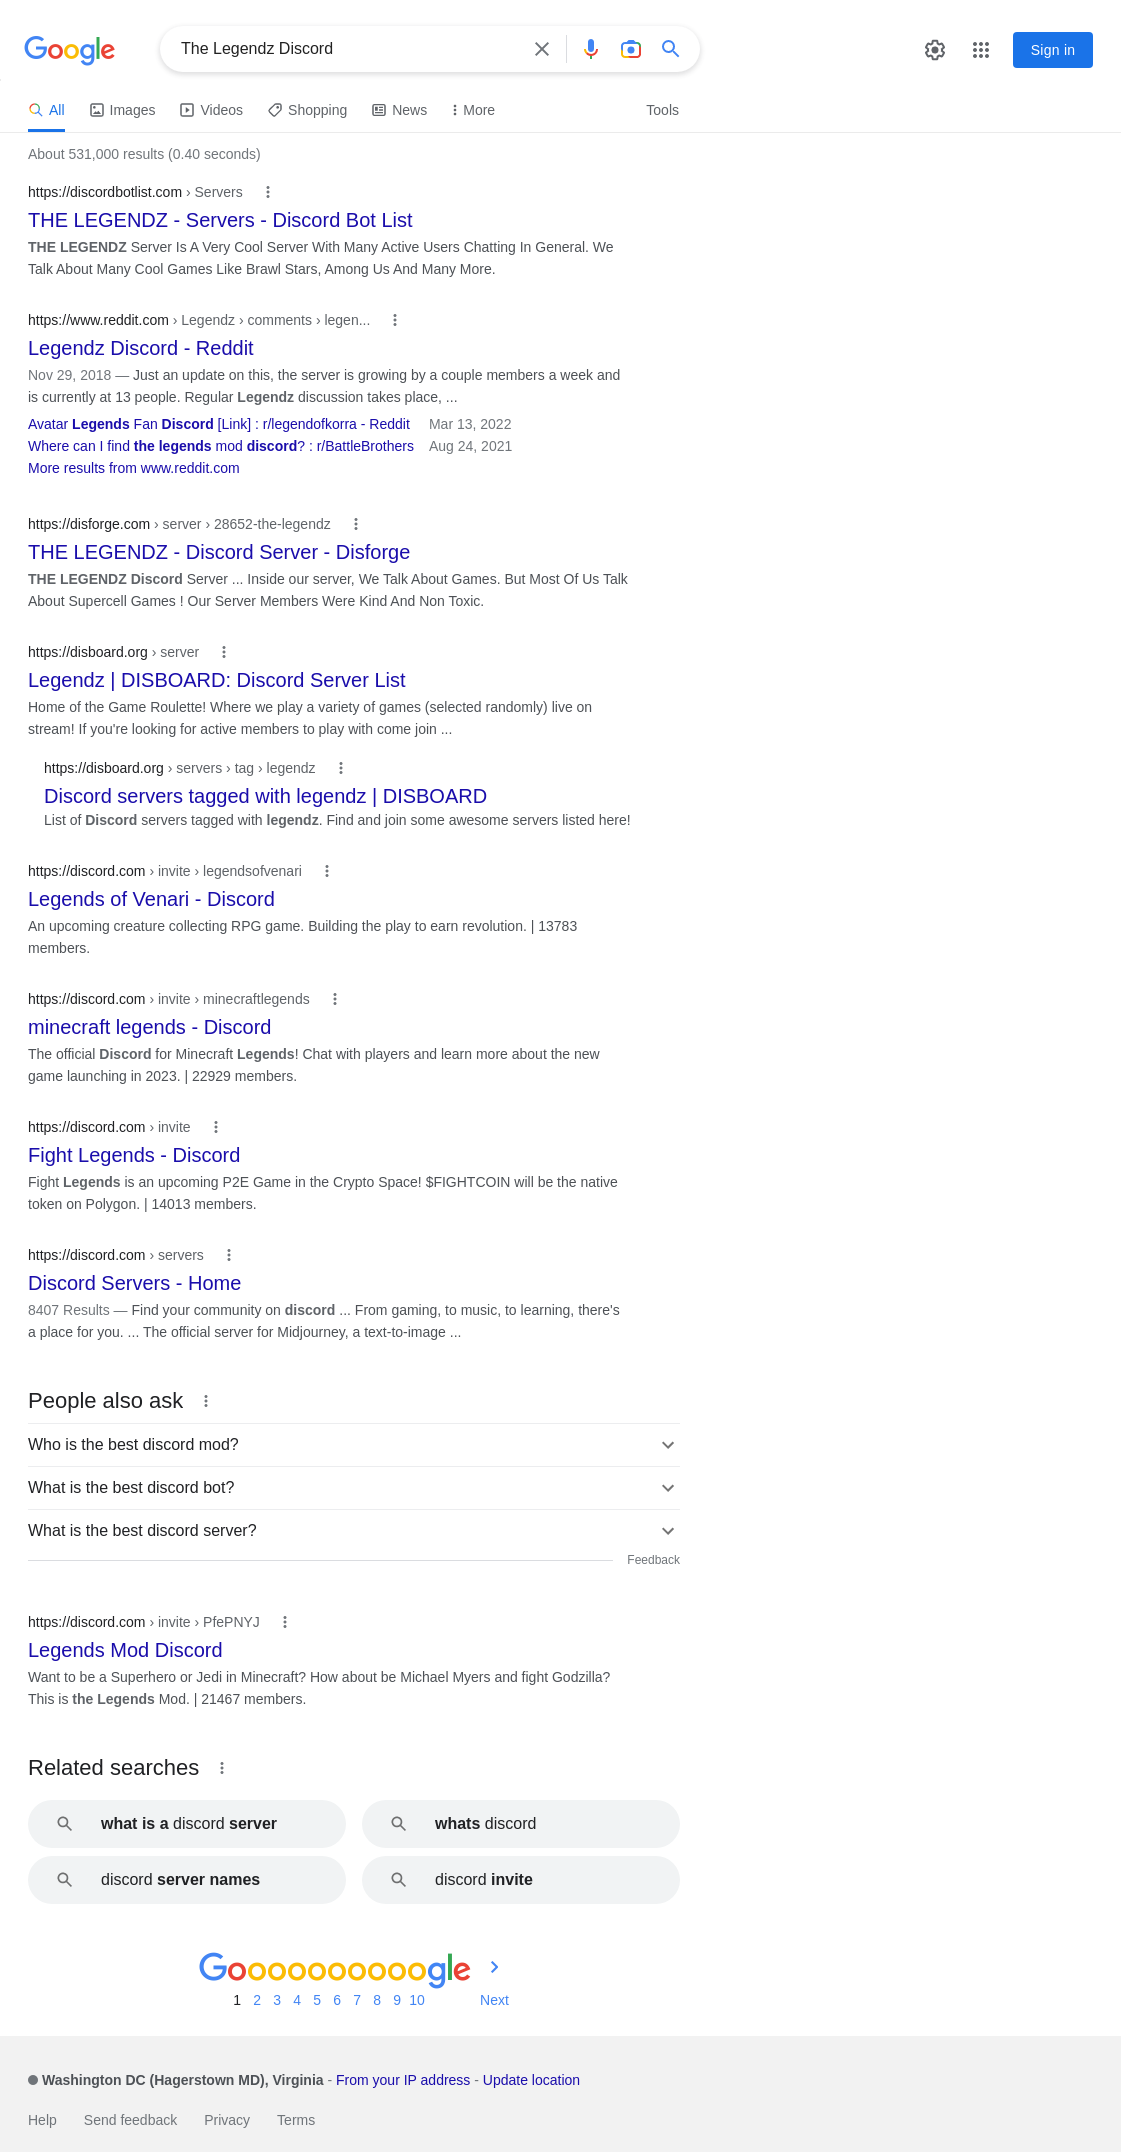 Google
The Legendz Discord
Sign in
All Images Videos Shopping News More Tools
About 531,000 results (0.40 seconds)
https://discordbotlist.com › Servers
THE LEGENDZ - Servers - Discord Bot List
THE LEGENDZ Server Is A Very Cool Server With Many Active Users Chatting In General. We
Talk About Many Cool Games Like Brawl Stars, Among Us And Many More.
https://www.reddit.com › Legendz › comments › legen...
Legendz Discord - Reddit
Nov 29, 2018 — Just an update on this, the server is growing by a couple members a week and
is currently at 13 people. Regular Legendz discussion takes place, ...
Avatar Legends Fan Discord [Link] : r/legendofkorra - Reddit Mar 13, 2022
Where can I find the legends mod discord? : r/BattleBrothers Aug 24, 2021
More results from www.reddit.com
https://disforge.com › server › 28652-the-legendz
THE LEGENDZ - Discord Server - Disforge
THE LEGENDZ Discord Server ... Inside our server, We Talk About Games. But Most Of Us Talk
About Supercell Games ! Our Server Members Were Kind And Non Toxic.
https://disboard.org › server
Legendz | DISBOARD: Discord Server List
Home of the Game Roulette! Where we play a variety of games (selected randomly) live on
stream! If you're looking for active members to play with come join ...
https://disboard.org › servers › tag › legendz
Discord servers tagged with legendz | DISBOARD
List of Discord servers tagged with legendz. Find and join some awesome servers listed here!
https://discord.com › invite › legendsofvenari
Legends of Venari - Discord
An upcoming creature collecting RPG game. Building the play to earn revolution. | 13783
members.
https://discord.com › invite › minecraftlegends
minecraft legends - Discord
The official Discord for Minecraft Legends! Chat with players and learn more about the new
game launching in 2023. | 22929 members.
https://discord.com › invite
Fight Legends - Discord
Fight Legends is an upcoming P2E Game in the Crypto Space! $FIGHTCOIN will be the native
token on Polygon. | 14013 members.
https://discord.com › servers
Discord Servers - Home
8407 Results — Find your community on discord ... From gaming, to music, to learning, there's
a place for you. ... The official server for Midjourney, a text-to-image ...
People also ask
Who is the best discord mod?
What is the best discord bot?
What is the best discord server?
Feedback
https://discord.com › invite › PfePNYJ
Legends Mod Discord
Want to be a Superhero or Jedi in Minecraft? How about be Michael Myers and fight Godzilla?
This is the Legends Mod. | 21467 members.
Related searches
what is a discord server
whats discord
discord server names
discord invite
Goooooooooogle
1 2 3 4 5 6 7 8 9 10 Next
Washington DC (Hagerstown MD), Virginia - From your IP address - Update location
Help Send feedback Privacy Terms